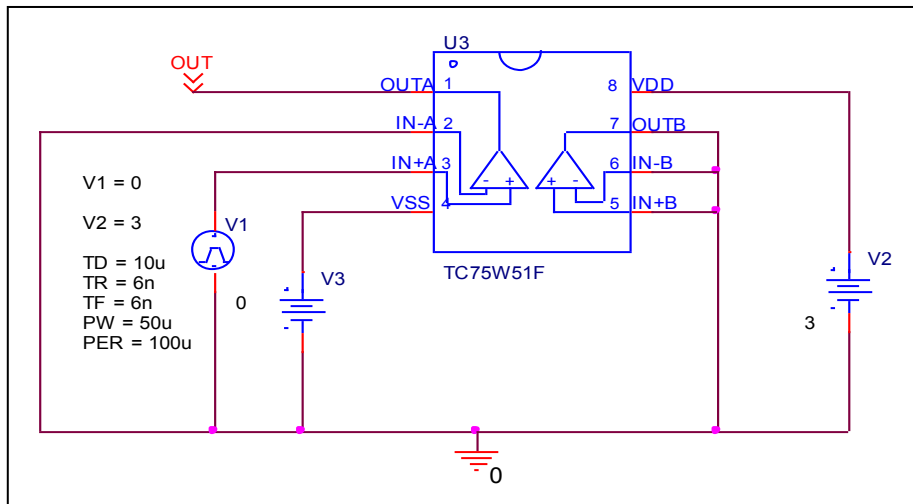 U3
OUT
OUTA 1
8 VDD
IN-A 2
7 OUTB
IN+A 3
6 IN-B
VSS 4
5 IN+B
- +
+ -
TC75W51F
V1 = 0
V2 = 3
TD = 10u
TR = 6n
TF = 6n
PW = 50u
PER = 100u
V1
V3
0
V2
3
0